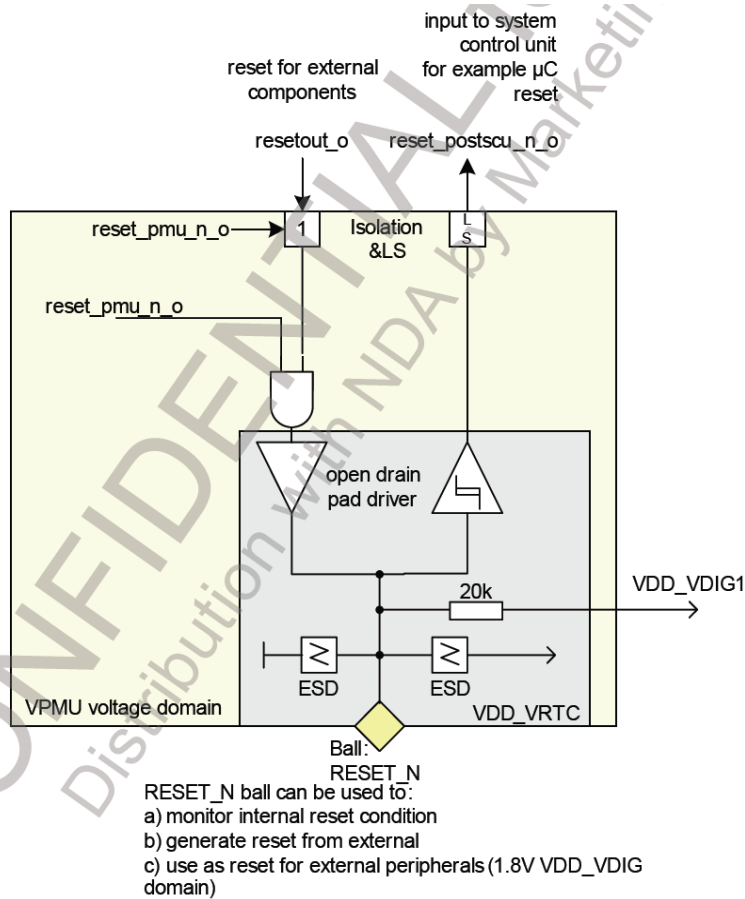 input to system
control unit
for example µC
reset
reset for external
components
resetout_o
reset_postscu_n_o
reset_pmu_n_o
1
Isolation
&LS
L
S
reset_pmu_n_o
open drain
pad driver
20k
VDD_VDIG1
ESD
ESD
VPMU voltage domain
VDD_VRTC
Ball:
RESET_N
RESET_N ball can be used to:
a) monitor internal reset condition
b) generate reset from external
c) use as reset for external peripherals (1.8V VDD_VDIG
domain)
CONFIDENTIAL
Distribution with NDA by Marketi